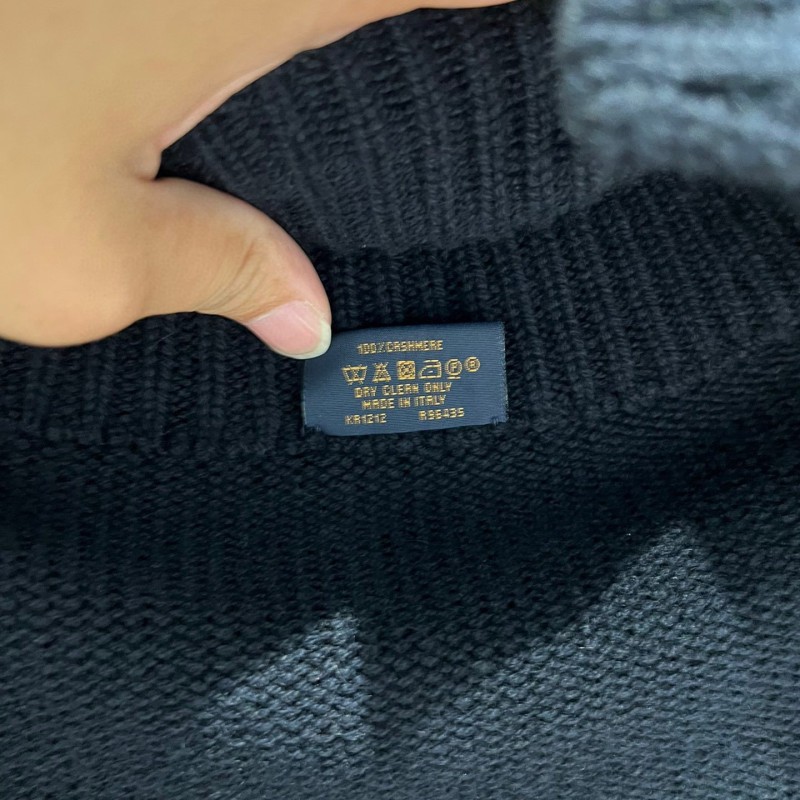 100%CASHMERE
DRY CLEAN ONLY
MADE IN ITALY
KR1212 R96435